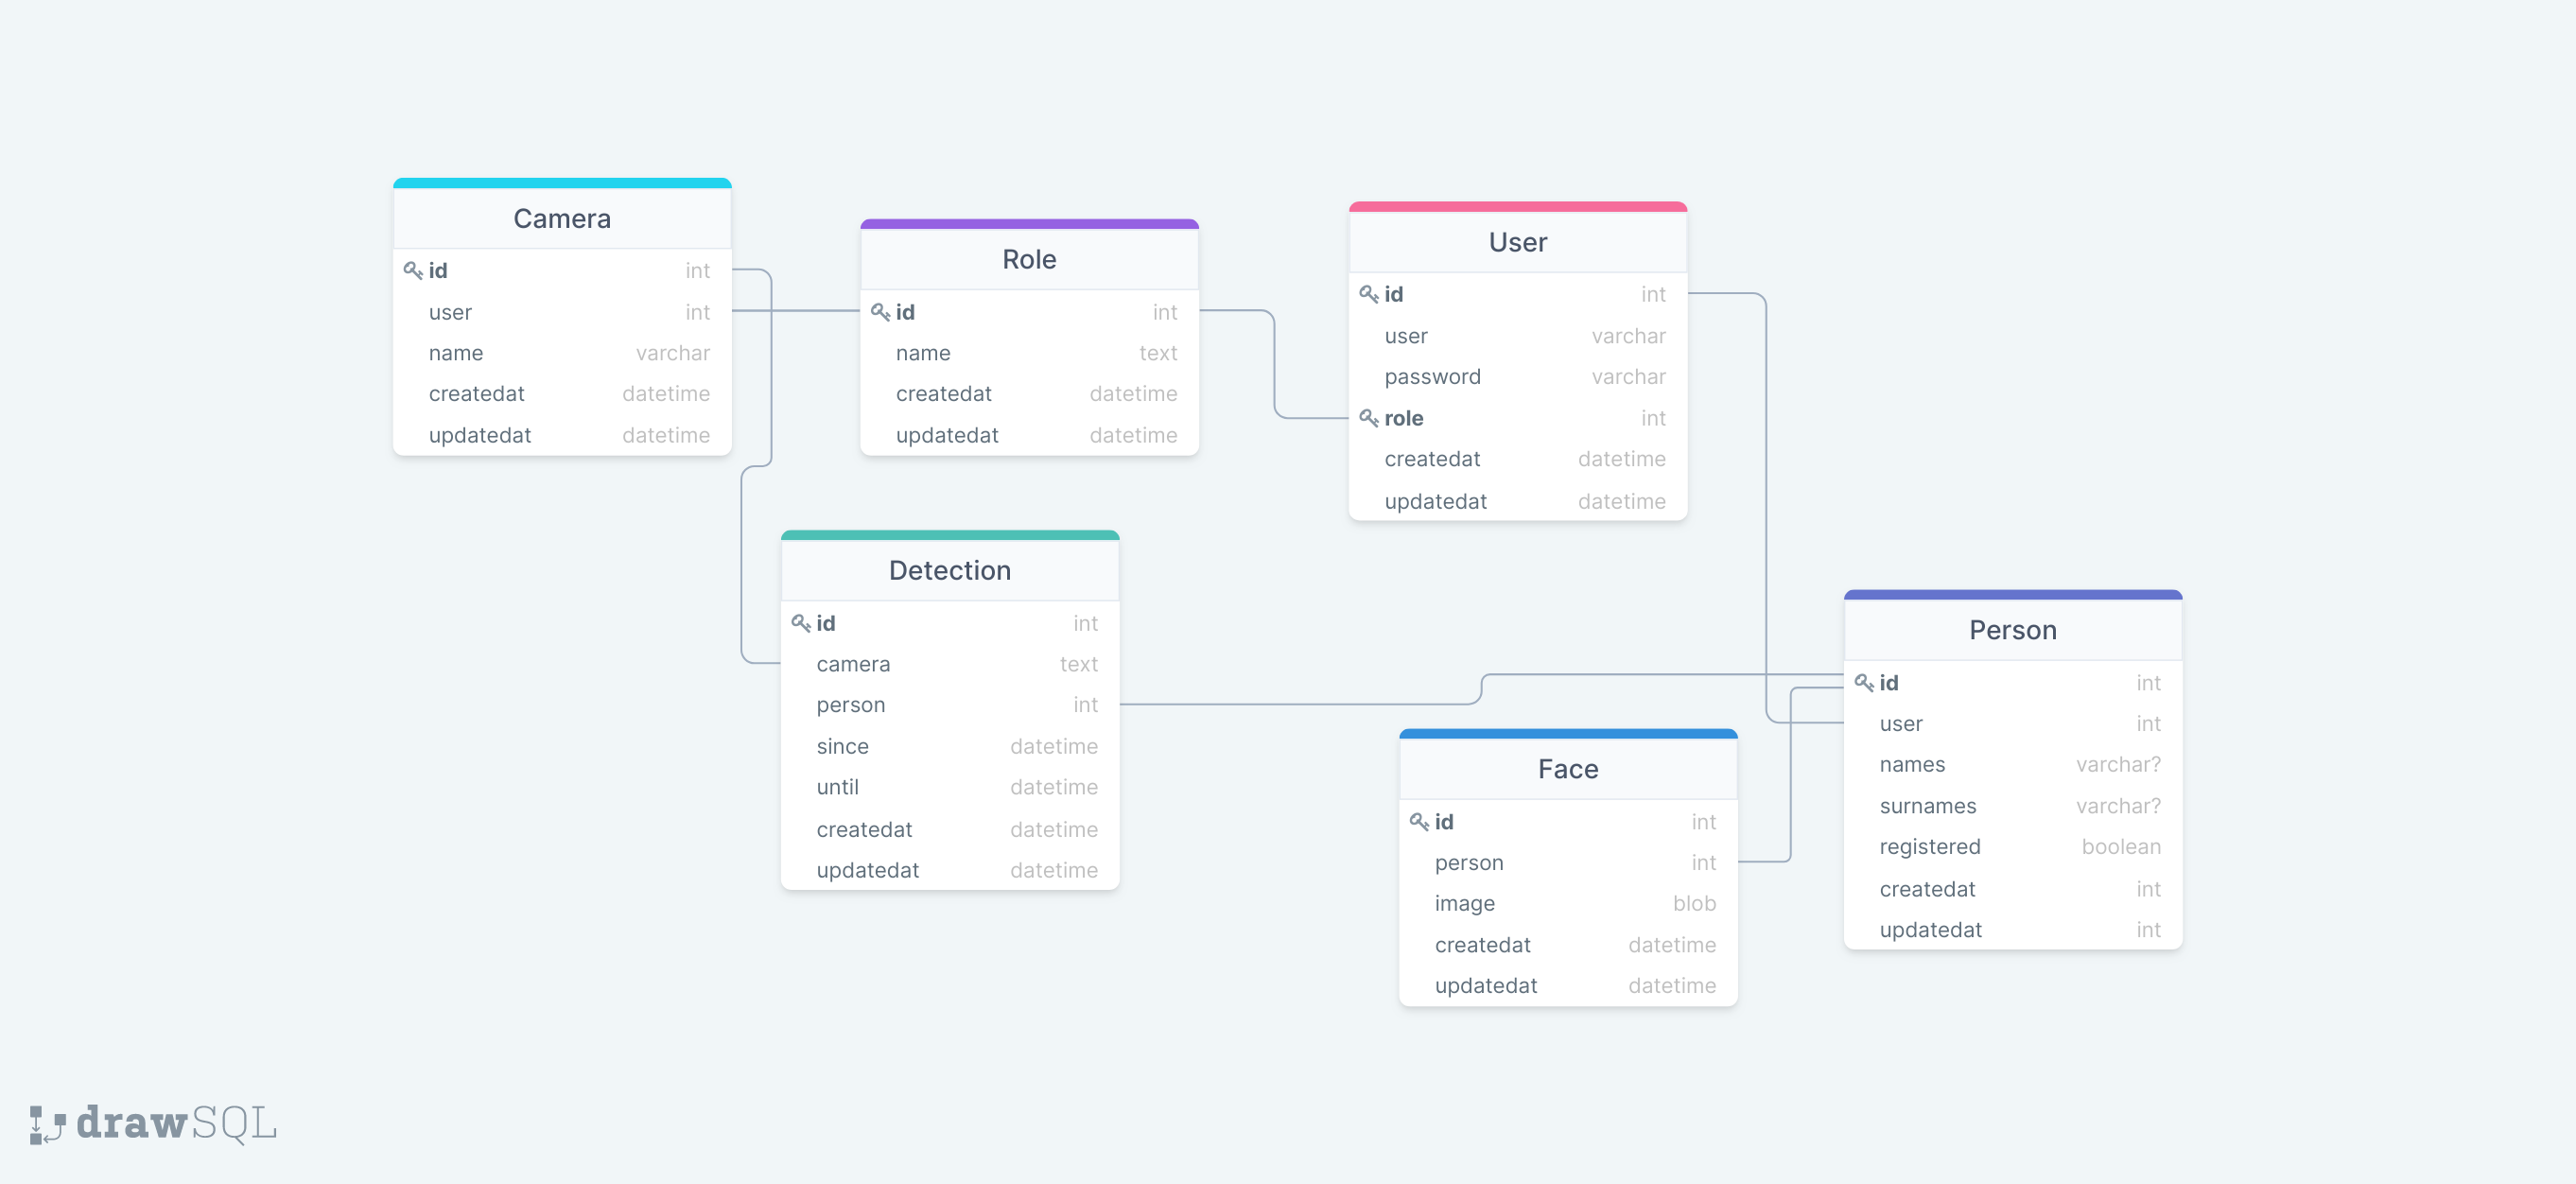 Camera
id int
user int
name varchar
createdat datetime
updatedat datetime
Role
id int
name text
createdat datetime
updatedat datetime
User
id int
user varchar
password varchar
role int
createdat datetime
updatedat datetime
Detection
id int
camera text
person int
since datetime
until datetime
createdat datetime
updatedat datetime
Face
id int
person int
image blob
createdat datetime
updatedat datetime
Person
id int
user int
names varchar?
surnames varchar?
registered boolean
createdat int
updatedat int
drawSQL